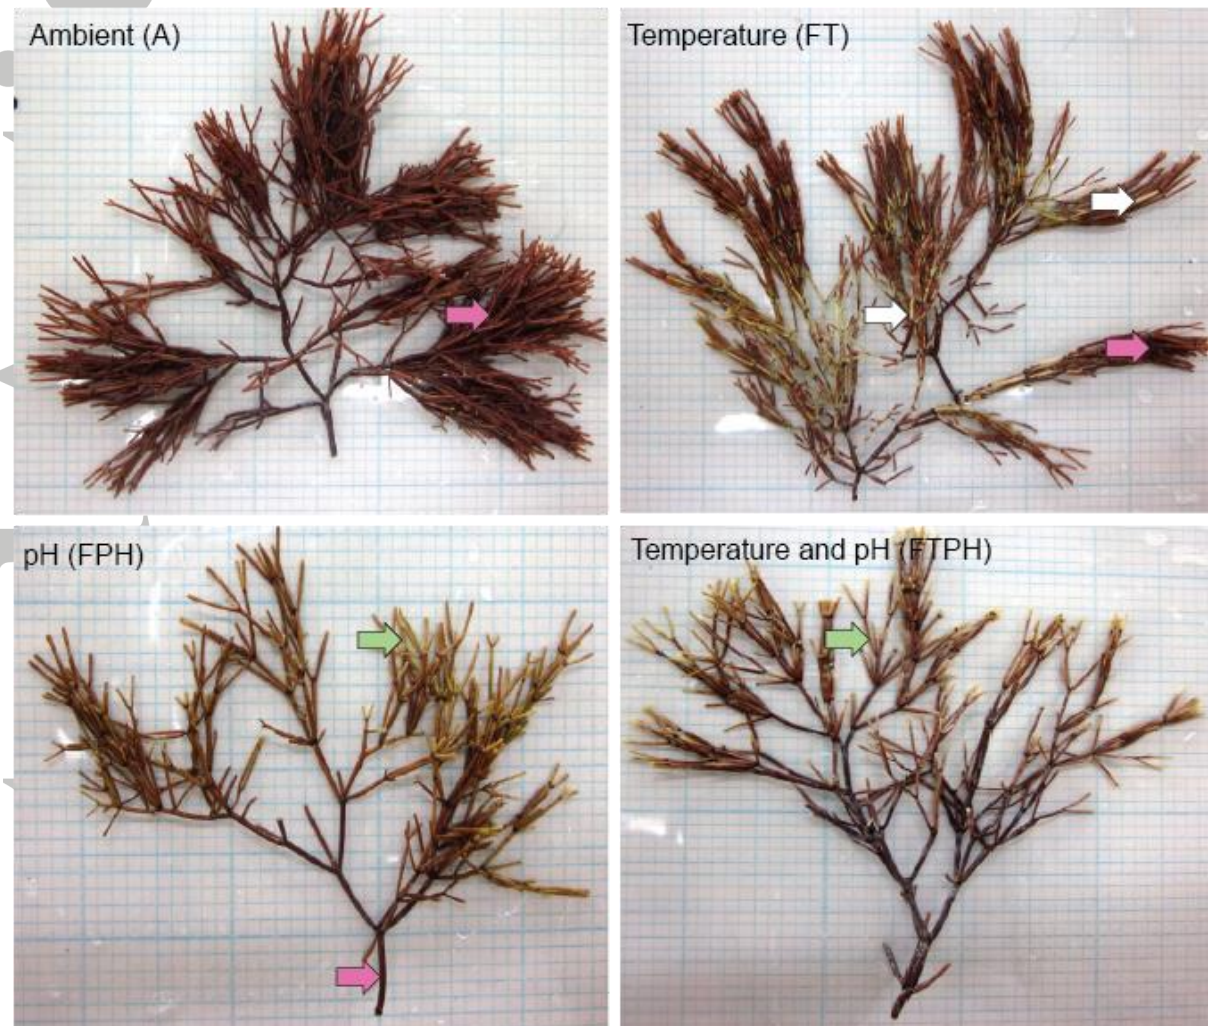 Ambient (A)
Temperature (FT)
pH (FPH)
Temperature and pH (FTPH)